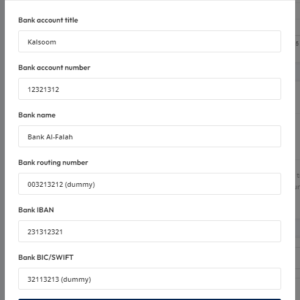 Bank account title
Kalsoom
Bank account number
12321312
Bank name
Bank Al-Falah
Bank routing number
003213212 (dummy)
Bank IBAN
231312321
Bank BIC/SWIFT
32113213 (dummy)